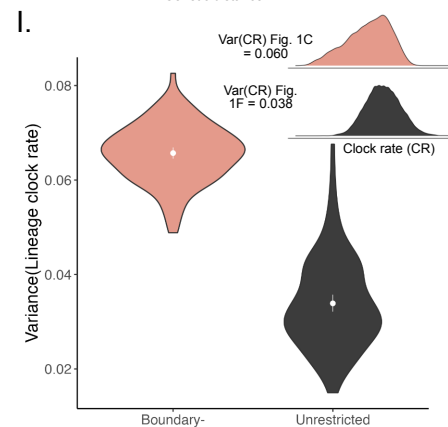 I.
Var(CR) Fig. 1C
= 0.060
Var(CR) Fig.
1F = 0.038
Clock rate (CR)
Variance(Lineage clock rate)
0.08
0.06
0.04
0.02
Boundary-
Unrestricted